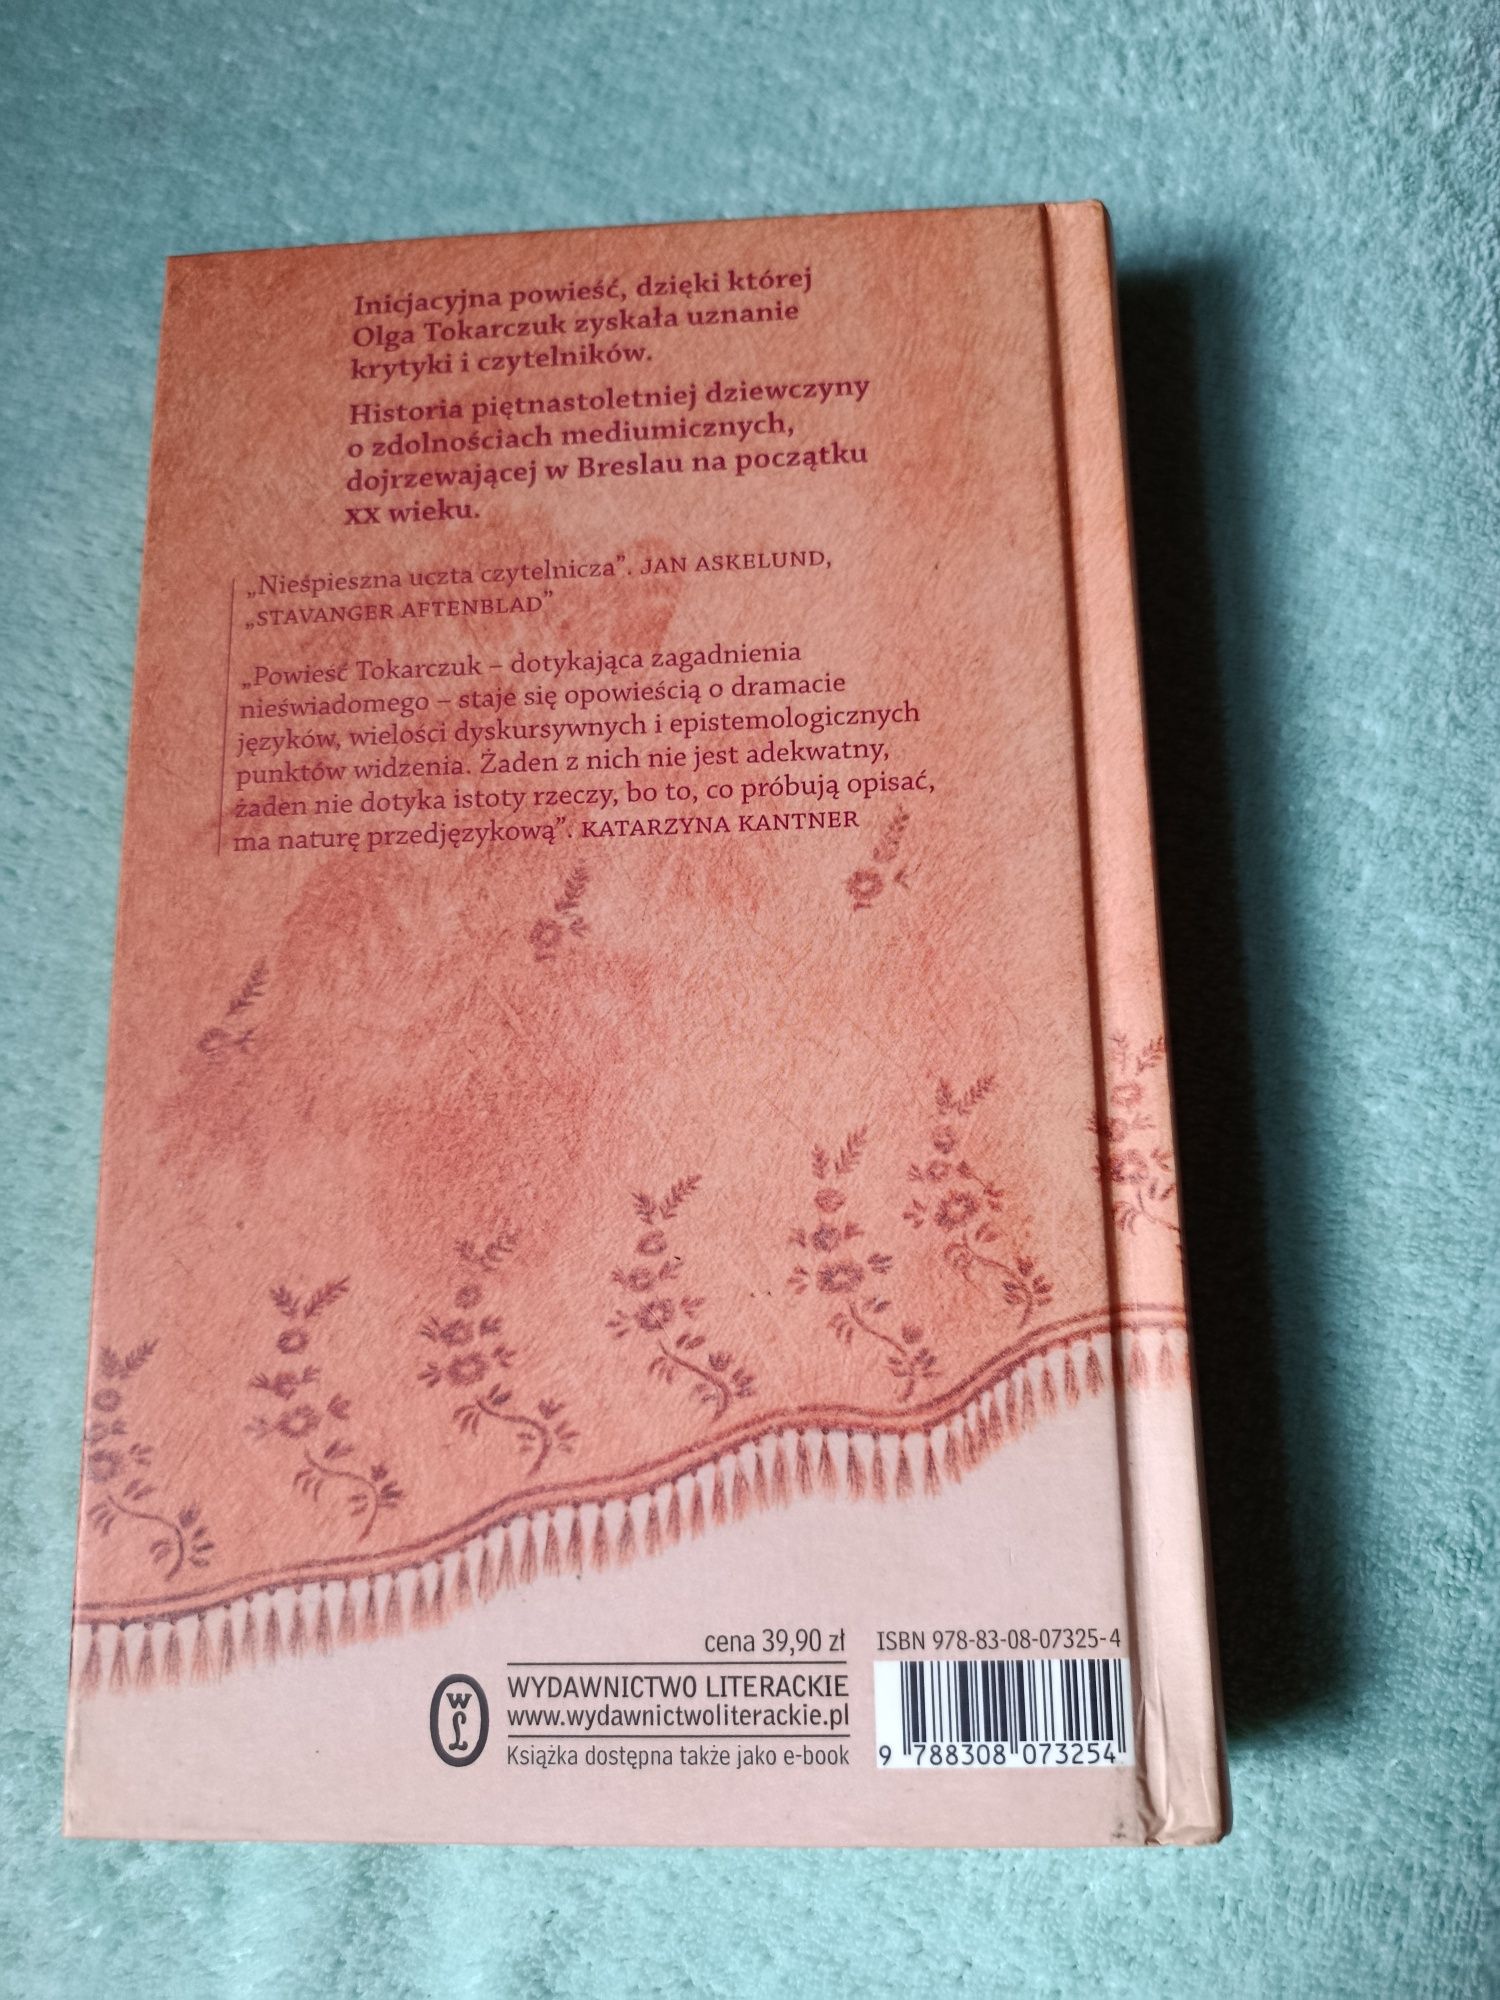 Inicjacyjna powieść, dzięki której
Olga Tokarczuk zyskała uznanie
krytyki i czytelników.
Historia piętnastoletniej dziewczyny
o zdolnościach mediumicznych,
dojrzewającej w Breslau na początku
XX wieku.
„Nieśpieszna uczta czytelnicza”. JAN ASKELUND,
„STAVANGER AFTENBLAD”
„Powieść Tokarczuk – dotykająca zagadnienia
nieświadomego – staje się opowieścią o dramacie
języków, wielości dyskursywnych i epistemologicznych
punktów widzenia. Żaden z nich nie jest adekwatny,
żaden nie dotyka istoty rzeczy, bo to, co próbują opisać,
ma naturę przedjęzykową”. KATARZYNA KANTNER
cena 39,90 zł
WYDAWNICTWO LITERACKIE
www.wydawnictwoliterackie.pl
Książka dostępna także jako e-book
WL
ISBN 978-83-08-07325-4
9 788308 073254